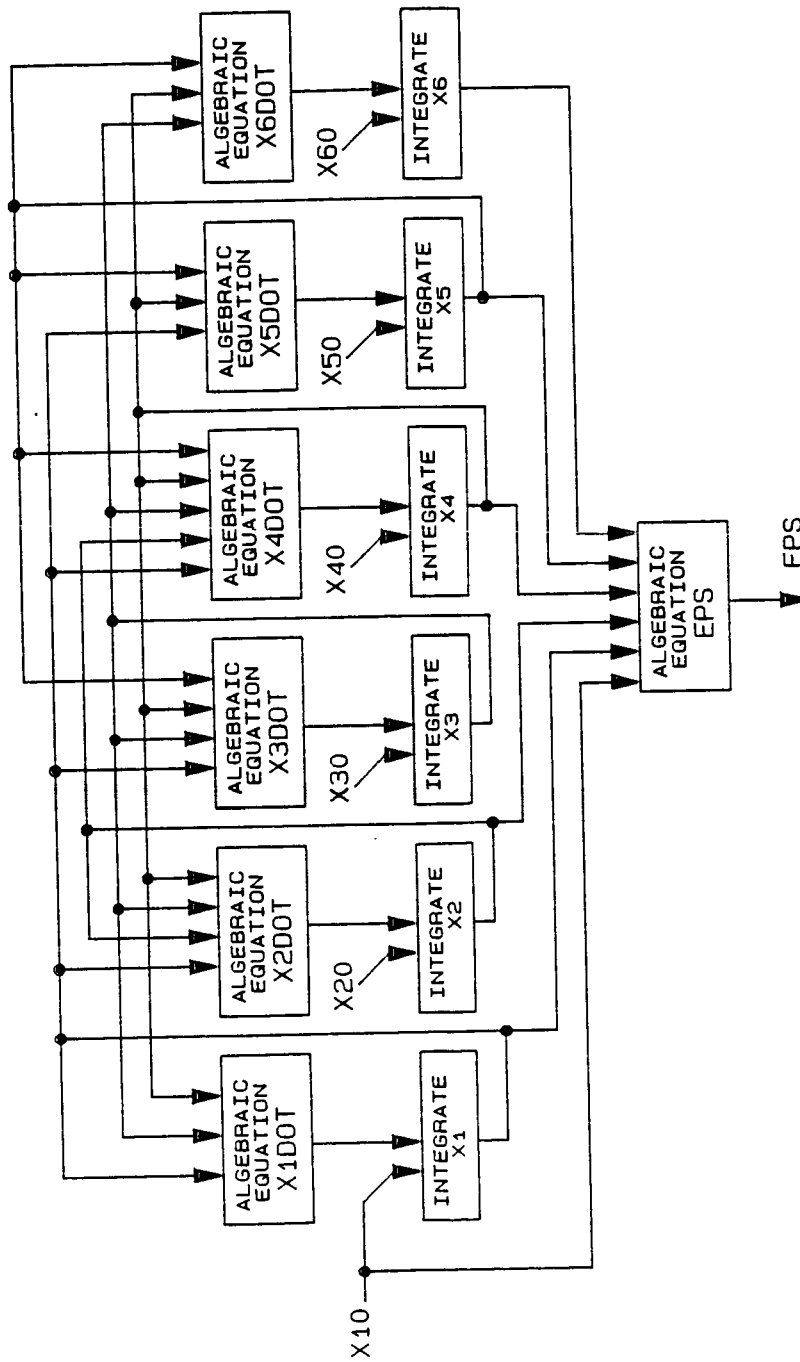 ALGEBRAIC
EQUATION
X1DOT
ALGEBRAIC
EQUATION
X2DOT
ALGEBRAIC
EQUATION
X3DOT
ALGEBRAIC
EQUATION
X4DOT
ALGEBRAIC
EQUATION
X5DOT
ALGEBRAIC
EQUATION
X6DOT
X10
INTEGRATE
X1
X20
INTEGRATE
X2
X30
INTEGRATE
X3
X40
INTEGRATE
X4
X50
INTEGRATE
X5
X60
INTEGRATE
X6
ALGEBRAIC
EQUATION
EPS
EPS